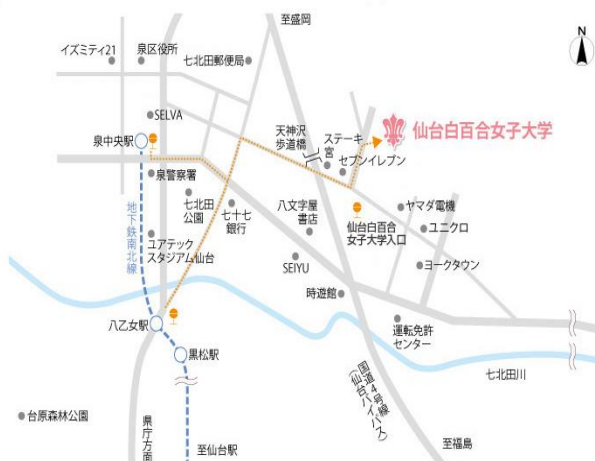 至盛岡
N
イズミティ21
泉区役所
七北田郵便局
SELVA
泉中央駅
天神沢
歩道橋
ステーキ
宮
セブンイレブン
仙台白百合女子大学
泉警察署
七北田
公園
七十七
銀行
八文字屋
書店
仙台白百合
女子大学入口
ヤマダ電機
ユニクロ
ヨークタウン
地下鉄南北線
ユアテック
スタジアム仙台
SEIYU
時遊館
八乙女駅
運転免許
センター
黒松駅
七北田川
国道4号線
(仙台バイパス)
台原森林公園
県庁方面
至仙台駅
至福島